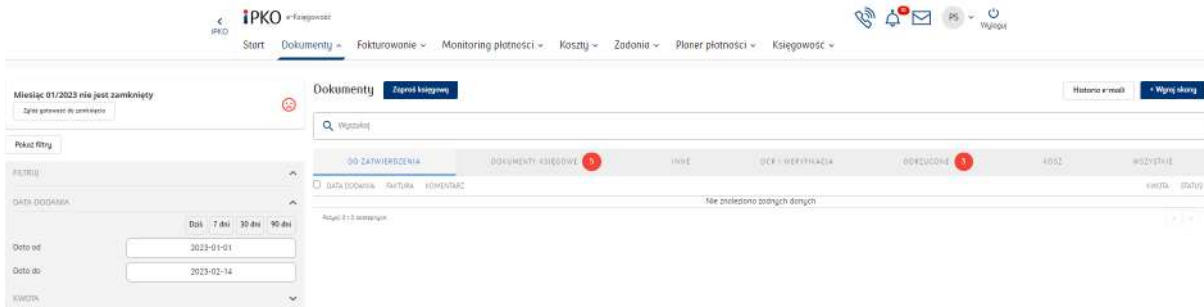 iPKO e-Księgowość
iPKO
PS
Wyloguj
Start Dokumenty Fakturowanie Monitoring płatności Koszty Zadania Planer płatności Księgowość
Miesiąc 01/2023 nie jest zamknięty
Zgłoś gotowość do zamknięcia
Dokumenty Zaproś księgową
Historia e-maili + Wgraj skany
Wyszukaj
Pokaż filtry
DO ZATWIERDZENIA DOKUMENTY KSIĘGOWE 5 INNE OCR I WERYFIKACJA ODRZUCONE 3 KOSZ WSZYSTKIE
FILTRUJ
DATA DODANIA FAKTURA KOMENTARZ KWOTA STATUS
Nie znaleziono żadnych danych
DATA DODANIA
Dziś 7 dni 30 dni 90 dni
Data od 2023-01-01
Data do 2023-02-14
KWOTA